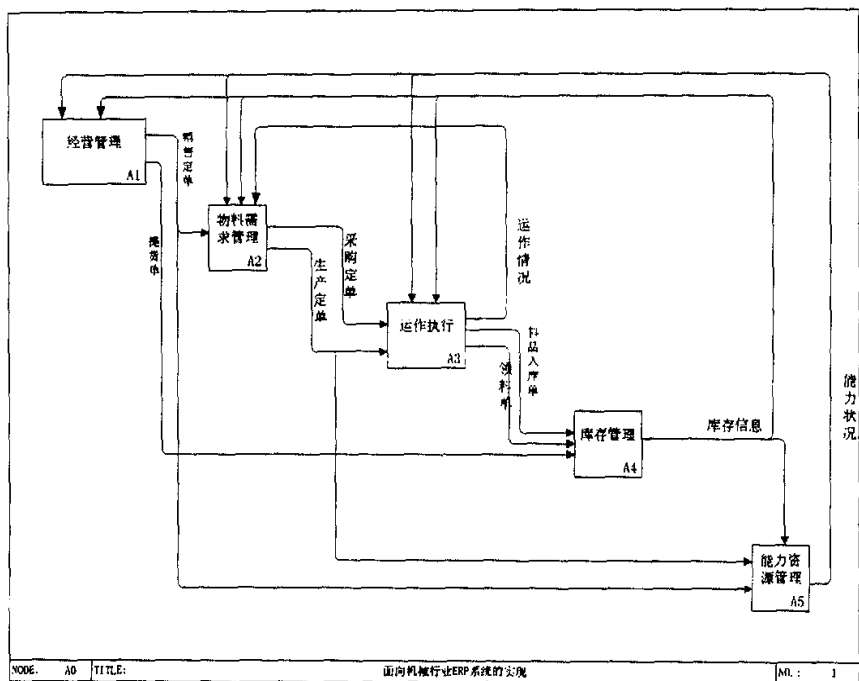 经营管理
A1
销售定单
提货单
物料需
求管理
A2
采购定单
生产定单
运作情况
运作执行
A3
料品入库单
领料单
库存管理
A4
库存信息
能力状况
能力资
源管理
A5
NODE: A0 TITLE: 面向机械行业ERP系统的实现 NO.: 1